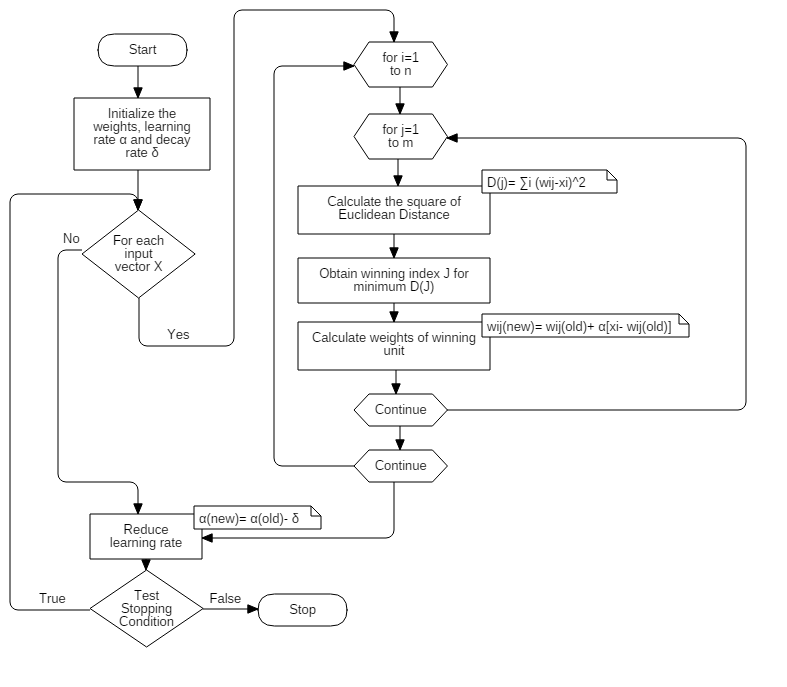 Start
Initialize the
weights, learning
rate α and decay
rate δ
For each
input
vector X
No
Yes
for i=1
to n
for j=1
to m
D(j)= ∑i (wij-xi)^2
Calculate the square of
Euclidean Distance
Obtain winning index J for
minimum D(J)
wij(new)= wij(old)+ α[xi- wij(old)]
Calculate weights of winning
unit
Continue
Continue
α(new)= α(old)- δ
Reduce
learning rate
Test
Stopping
Condition
True
False
Stop